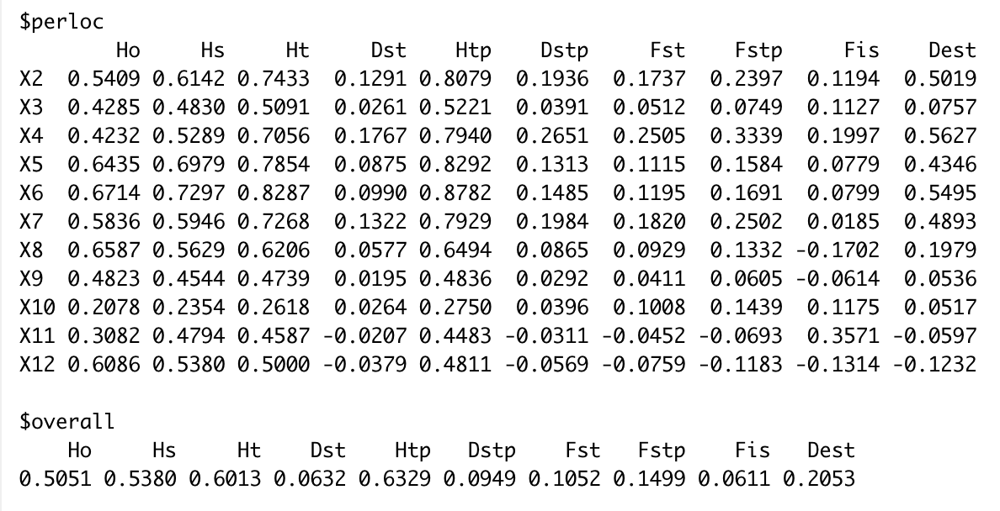 $perloc
Ho Hs Ht Dst Htp Dstp Fst Fstp Fis Dest
X2 0.5409 0.6142 0.7433 0.1291 0.8079 0.1936 0.1737 0.2397 0.1194 0.5019
X3 0.4285 0.4830 0.5091 0.0261 0.5221 0.0391 0.0512 0.0749 0.1127 0.0757
X4 0.4232 0.5289 0.7056 0.1767 0.7940 0.2651 0.2505 0.3339 0.1997 0.5627
X5 0.6435 0.6979 0.7854 0.0875 0.8292 0.1313 0.1115 0.1584 0.0779 0.4346
X6 0.6714 0.7297 0.8287 0.0990 0.8782 0.1485 0.1195 0.1691 0.0799 0.5495
X7 0.5836 0.5946 0.7268 0.1322 0.7929 0.1984 0.1820 0.2502 0.0185 0.4893
X8 0.6587 0.5629 0.6206 0.0577 0.6494 0.0865 0.0929 0.1332 -0.1702 0.1979
X9 0.4823 0.4544 0.4739 0.0195 0.4836 0.0292 0.0411 0.0605 -0.0614 0.0536
X10 0.2078 0.2354 0.2618 0.0264 0.2750 0.0396 0.1008 0.1439 0.1175 0.0517
X11 0.3082 0.4794 0.4587 -0.0207 0.4483 -0.0311 -0.0452 -0.0693 0.3571 -0.0597
X12 0.6086 0.5380 0.5000 -0.0379 0.4811 -0.0569 -0.0759 -0.1183 -0.1314 -0.1232
$overall
Ho Hs Ht Dst Htp Dstp Fst Fstp Fis Dest
0.5051 0.5380 0.6013 0.0632 0.6329 0.0949 0.1052 0.1499 0.0611 0.2053